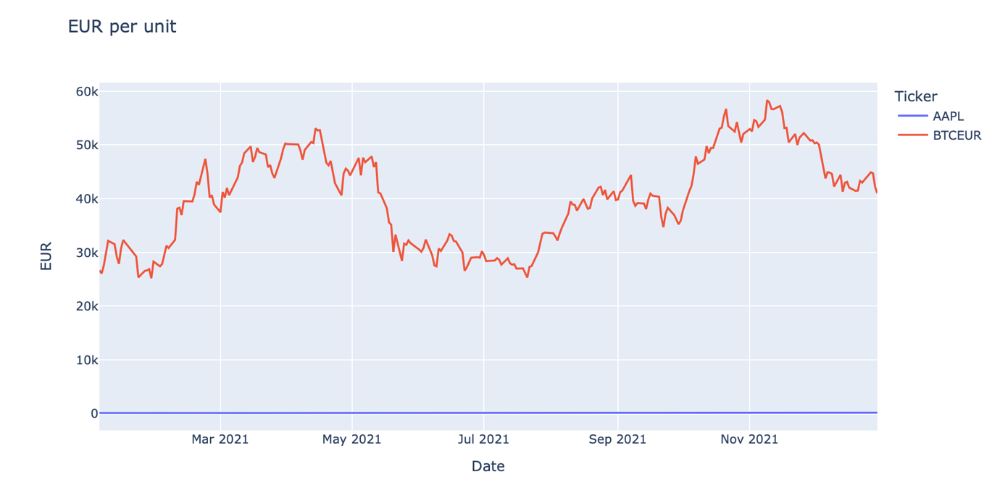 EUR per unit
60k
50k
40k
30k
20k
10k
0
EUR
Mar 2021
May 2021
Jul 2021
Sep 2021
Nov 2021
Date
Ticker
AAPL
BTCEUR